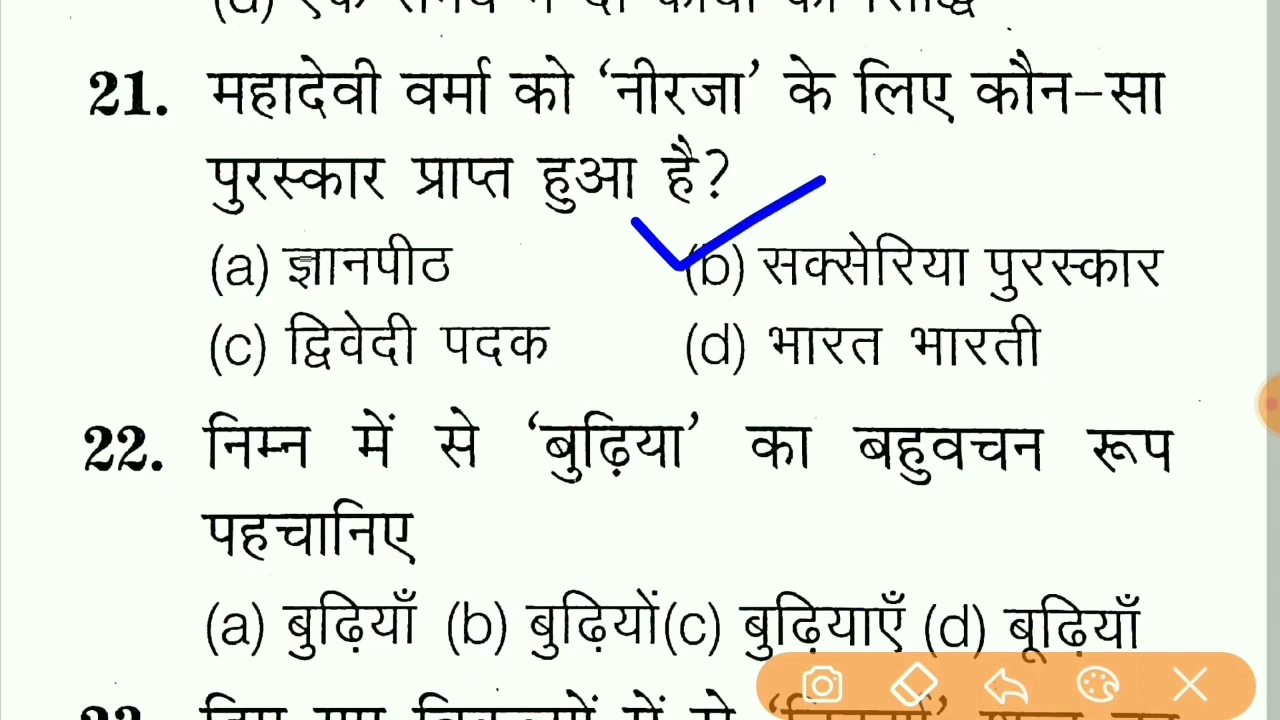 21. महादेवी वर्मा को ‘नीरजा’ के लिए कौन-सा
पुरस्कार प्राप्त हुआ है?
(a) ज्ञानपीठ (b) सक्सेरिया पुरस्कार
(c) द्विवेदी पदक (d) भारत भारती
22. निम्न में से ‘बुढ़िया’ का बहुवचन रूप
पहचानिए
(a) बुढ़ियाँ (b) बुढ़ियों (c) बुढ़ियाएँ (d) बूढ़ियाँ